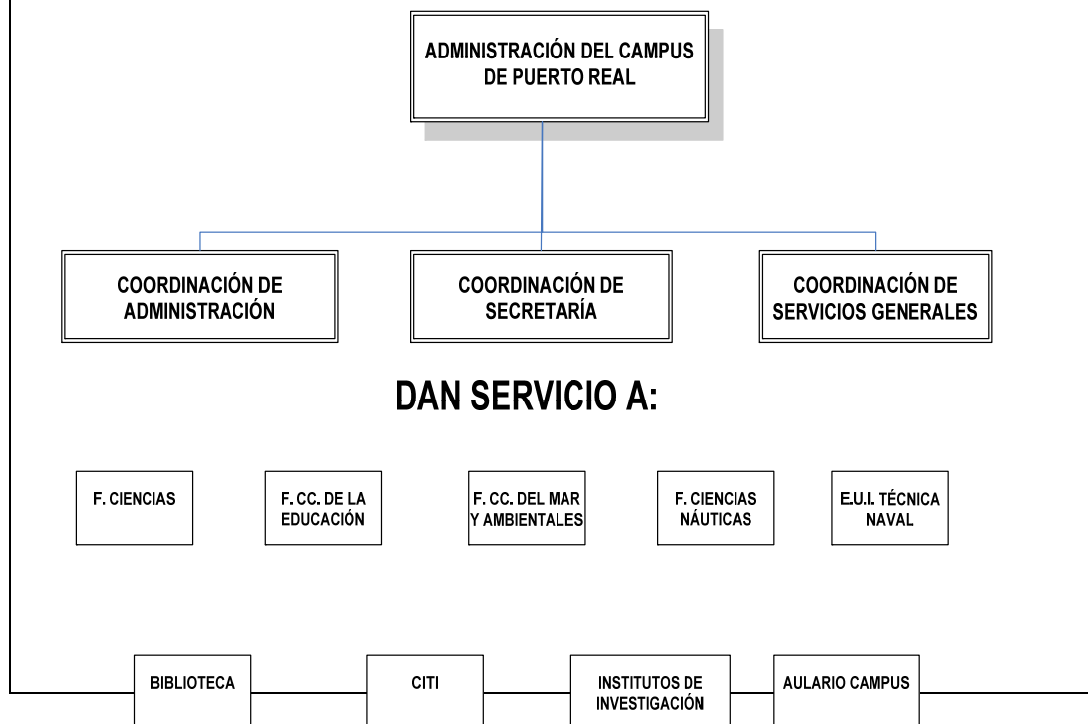 ADMINISTRACIÓN DEL CAMPUS
DE PUERTO REAL
COORDINACIÓN DE
ADMINISTRACIÓN
COORDINACIÓN DE
SECRETARÍA
COORDINACIÓN DE
SERVICIOS GENERALES
DAN SERVICIO A:
F. CIENCIAS
F. CC. DE LA
EDUCACIÓN
F. CC. DEL MAR
Y AMBIENTALES
F. CIENCIAS
NÁUTICAS
E.U.I. TÉCNICA
NAVAL
BIBLIOTECA
CITI
INSTITUTOS DE
INVESTIGACIÓN
AULARIO CAMPUS